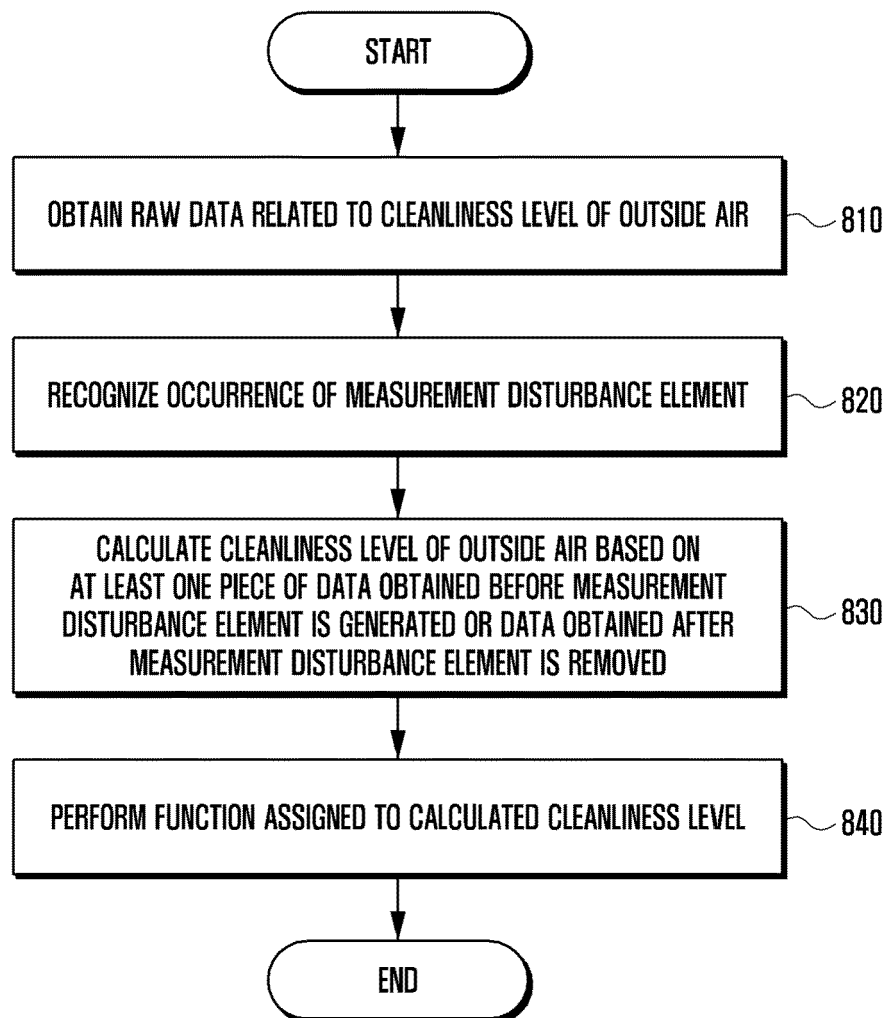 START
OBTAIN RAW DATA RELATED TO CLEANLINESS LEVEL OF OUTSIDE AIR
810
RECOGNIZE OCCURRENCE OF MEASUREMENT DISTURBANCE ELEMENT
820
CALCULATE CLEANLINESS LEVEL OF OUTSIDE AIR BASED ON
AT LEAST ONE PIECE OF DATA OBTAINED BEFORE MEASUREMENT
DISTURBANCE ELEMENT IS GENERATED OR DATA OBTAINED AFTER
MEASUREMENT DISTURBANCE ELEMENT IS REMOVED
830
PERFORM FUNCTION ASSIGNED TO CALCULATED CLEANLINESS LEVEL
840
END